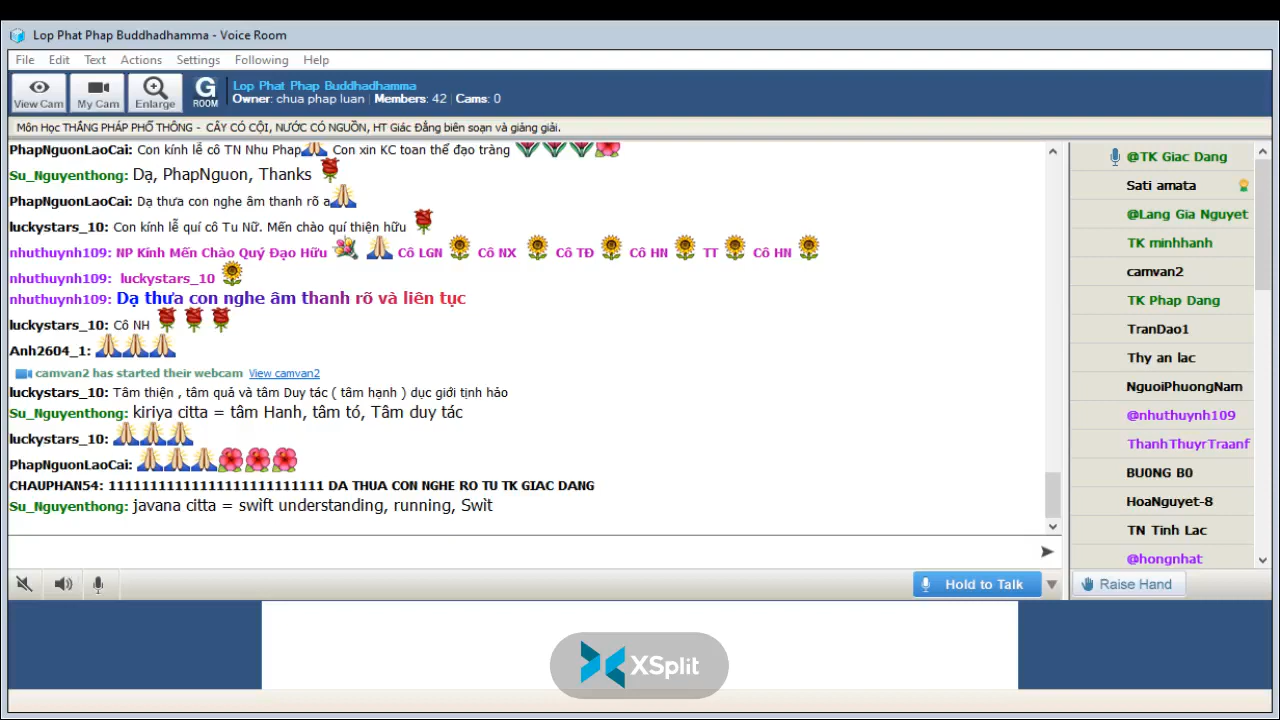 Lop Phat Phap Buddhadhamma - Voice Room
File Edit Text Actions Settings Following Help
View Cam My Cam Enlarge G ROOM
Lop Phat Phap Buddhadhamma
Owner: chua phap luan | Members: 42 | Cams: 0
Môn Học THẮNG PHÁP PHỔ THÔNG - CÂY CÓ CỘI, NƯỚC CÓ NGUỒN, HT Giác Đẳng biên soạn và giảng giải.
PhapNguonLaoCai: Con kính lễ cô TN Nhu Phap Con xin KC toan thể đạo tràng
Su_Nguyenthong: Dạ, PhapNguon, Thanks
PhapNguonLaoCai: Dạ thưa con nghe âm thanh rõ a
luckystars_10: Con kính lễ quí cô Tu Nữ. Mến chào quí thiện hữu
nhuthuynh109: NP Kính Mến Chào Quý Đạo Hữu Cô LGN Cô NX Cô TĐ Cô HN TT Cô HN
nhuthuynh109: luckystars_10
nhuthuynh109: Dạ thưa con nghe âm thanh rõ và liên tục
luckystars_10: Cô NH
Anh2604_1:
camvan2 has started their webcam View camvan2
luckystars_10: Tâm thiện , tâm quả và tâm Duy tác ( tâm hạnh ) dục giới tịnh hảo
Su_Nguyenthong: kiriya citta = tâm Hanh, tâm tó, Tâm duy tác
luckystars_10:
PhapNguonLaoCai:
CHAUPHAN54: 11111111111111111111111111 DA THUA CON NGHE RO TU TK GIAC DANG
Su_Nguyenthong: javana citta = swìft understanding, running, Swìt
Hold to Talk
@TK Giac Dang
Sati amata
@Lang Gia Nguyet
TK minhhanh
camvan2
TK Phap Dang
TranDao1
Thy an lac
NguoiPhuongNam
@nhuthuynh109
ThanhThuyrTraanf
BU0NG B0
HoaNguyet-8
TN Tinh Lac
@hongnhat
Raise Hand
XSplit